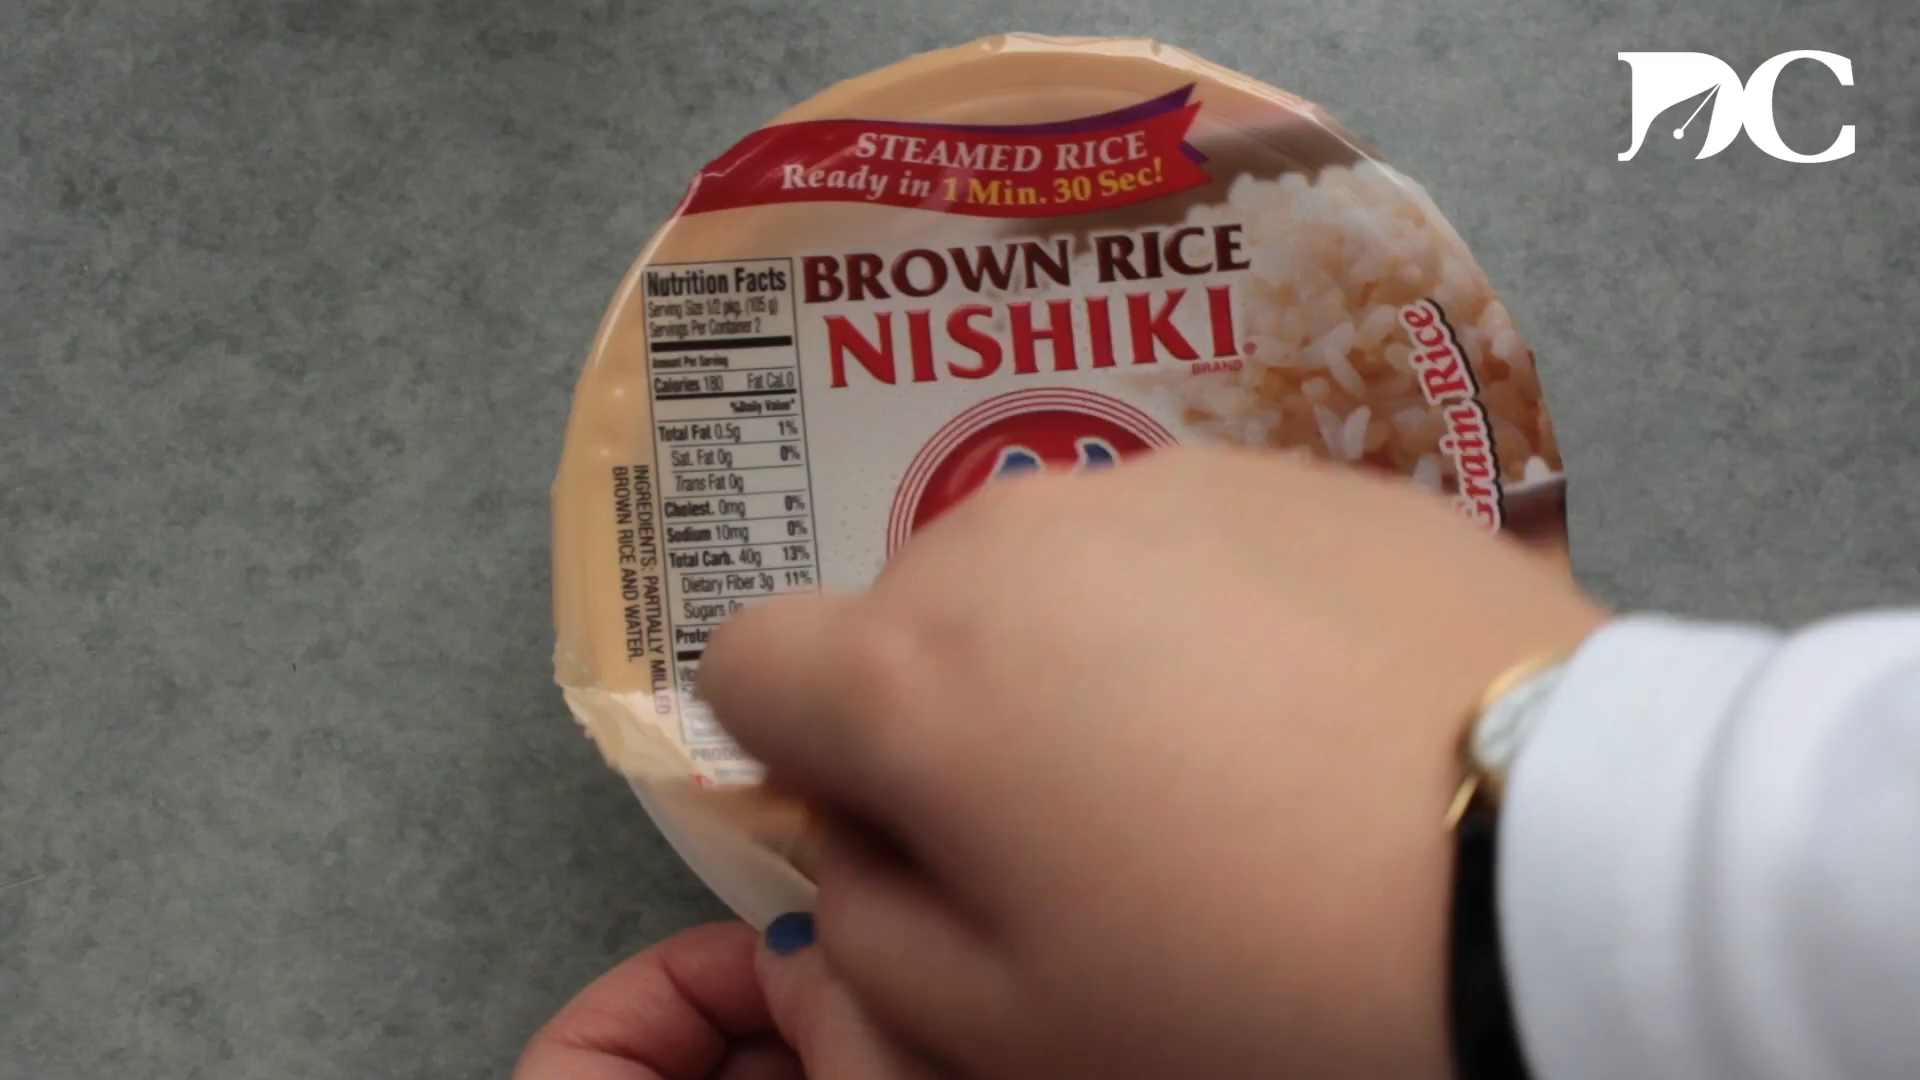 DC
STEAMED RICE
Ready in 1 Min. 30 Sec!
BROWN RICE
NISHIKI
BRAND
Grain Rice
Nutrition Facts
Serving Size 1/2 pkg. (105 g)
Servings Per Container 2
Amount Per Serving
Calories 180 Fat Cal. 0
%Daily Value*
Total Fat 0.5g 1%
Sat. Fat 0g 0%
Trans Fat 0g
Cholest. 0mg 0%
Sodium 10mg 0%
Total Carb. 40g 13%
Dietary Fiber 3g 11%
Sugars
INGREDIENTS: PARTIALLY MILLED
BROWN RICE AND WATER.